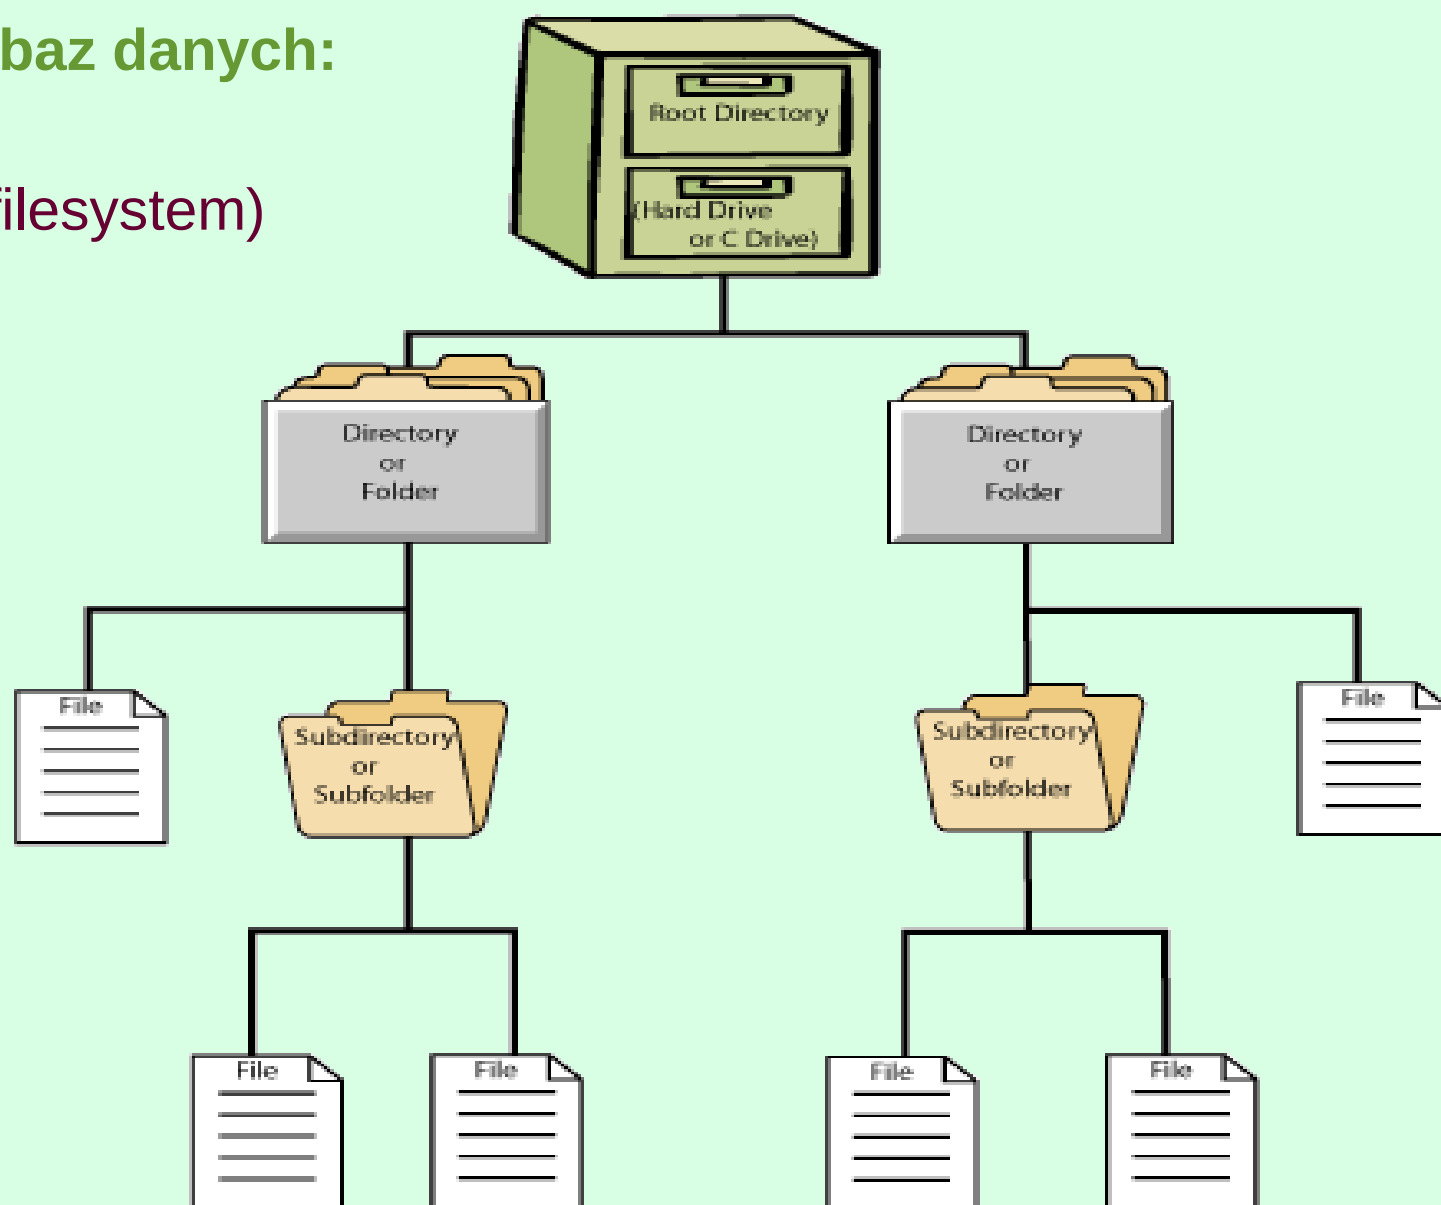 baz danych:
filesystem)
Root Directory
(Hard Drive
or C Drive)
Directory
or
Folder
Directory
or
Folder
File
Subdirectory
or
Subfolder
Subdirectory
or
Subfolder
File
File
File
File
File